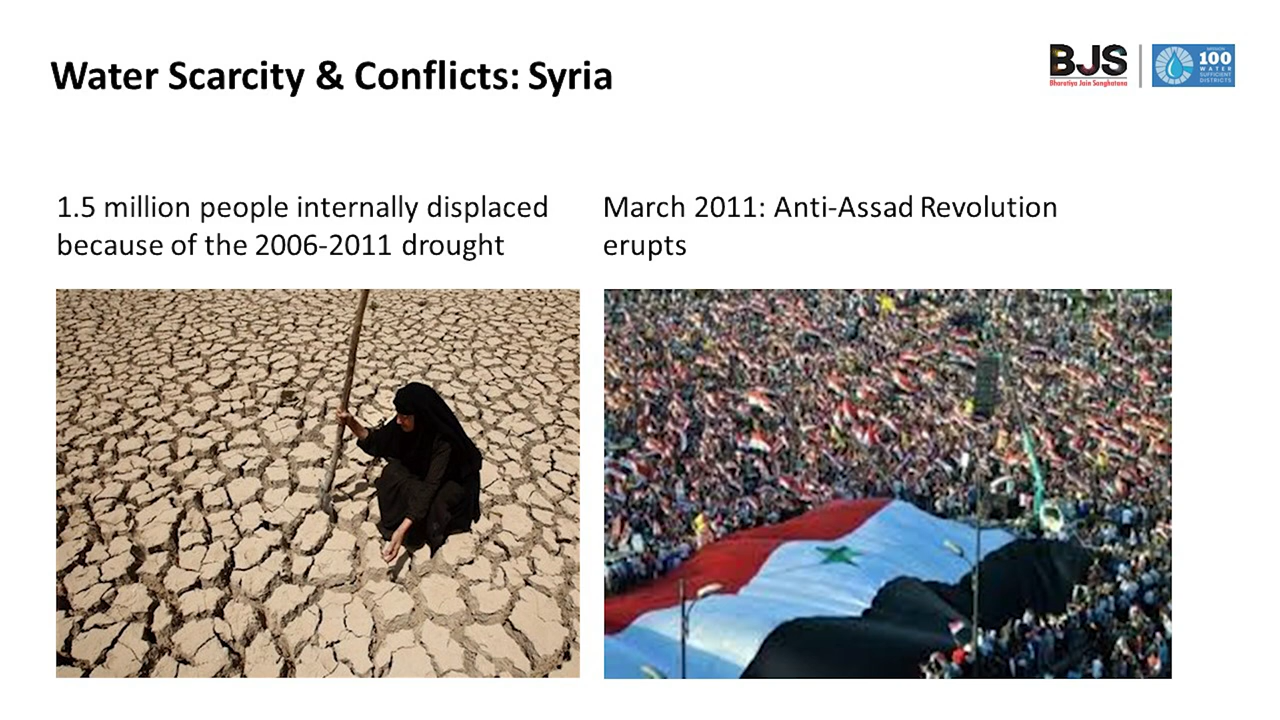 Water Scarcity & Conflicts: Syria
BJS
Bharatiya Jain Sanghatana
MISSION
100
WATER
SUFFICIENT
DISTRICTS
1.5 million people internally displaced
because of the 2006-2011 drought
March 2011: Anti-Assad Revolution
erupts